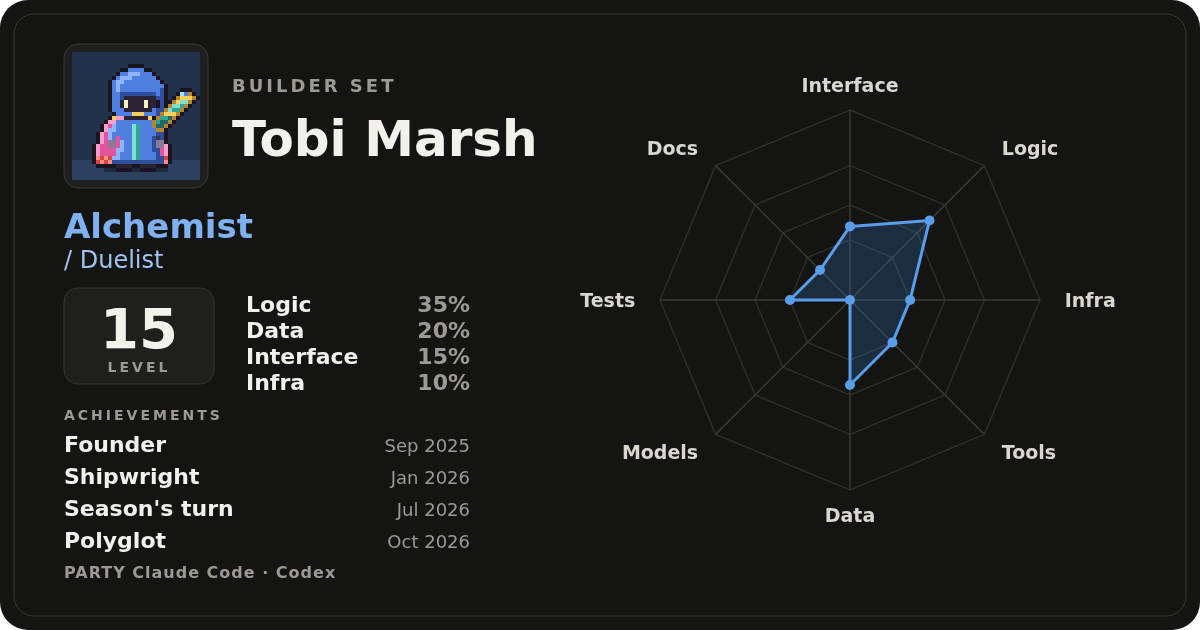 BUILDER SET
Tobi Marsh
Alchemist
/ Duelist
15
LEVEL
Logic 35%
Data 20%
Interface 15%
Infra 10%
ACHIEVEMENTS
Founder Sep 2025
Shipwright Jan 2026
Season's turn Jul 2026
Polyglot Oct 2026
PARTY Claude Code · Codex
Interface
Logic
Infra
Tools
Data
Models
Tests
Docs